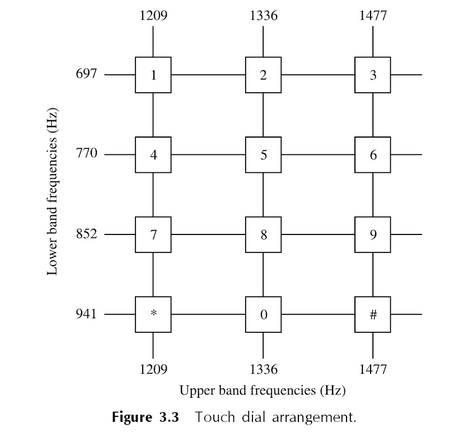 1209 1336 1477
697 1 2 3
770 4 5 6
852 7 8 9
941 * 0 #
1209 1336 1477
Lower band frequencies (Hz)
Upper band frequencies (Hz)
Figure 3.3 Touch dial arrangement.